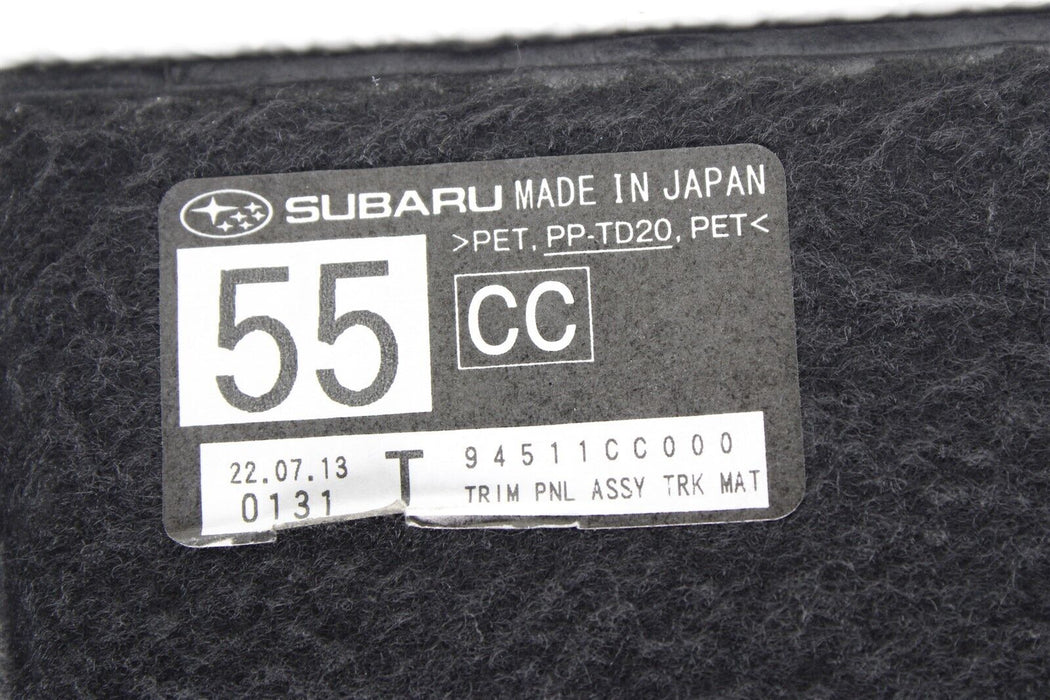 SUBARU MADE IN JAPAN
>PET, PP-TD20, PET<
55
CC
22.07.13
0131
T
94511CC000
TRIM PNL ASSY TRK MAT